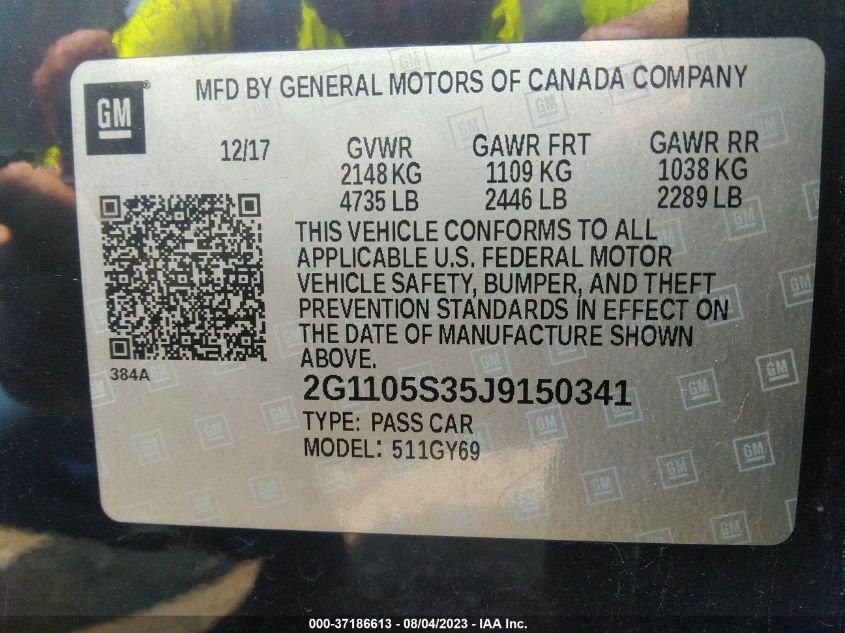 GM
MFD BY GENERAL MOTORS OF CANADA COMPANY
12/17 GVWR GAWR FRT GAWR RR
2148 KG 1109 KG 1038 KG
4735 LB 2446 LB 2289 LB
THIS VEHICLE CONFORMS TO ALL
APPLICABLE U.S. FEDERAL MOTOR
VEHICLE SAFETY, BUMPER, AND THEFT
PREVENTION STANDARDS IN EFFECT ON
THE DATE OF MANUFACTURE SHOWN
ABOVE.
384A
2G1105S35J9150341
TYPE: PASS CAR
MODEL: 511GY69
000-37186613 - 08/04/2023 - IAA Inc.